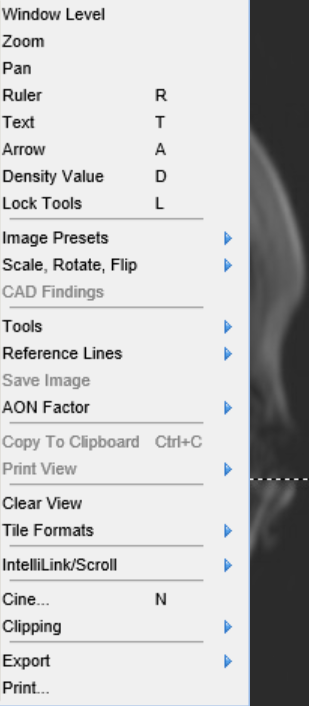 Window Level
Zoom
Pan
Ruler R
Text T
Arrow A
Density Value D
Lock Tools L
Image Presets
Scale, Rotate, Flip
CAD Findings
Tools
Reference Lines
Save Image
AON Factor
Copy To Clipboard Ctrl+C
Print View
Clear View
Tile Formats
IntelliLink/Scroll
Cine... N
Clipping
Export
Print...